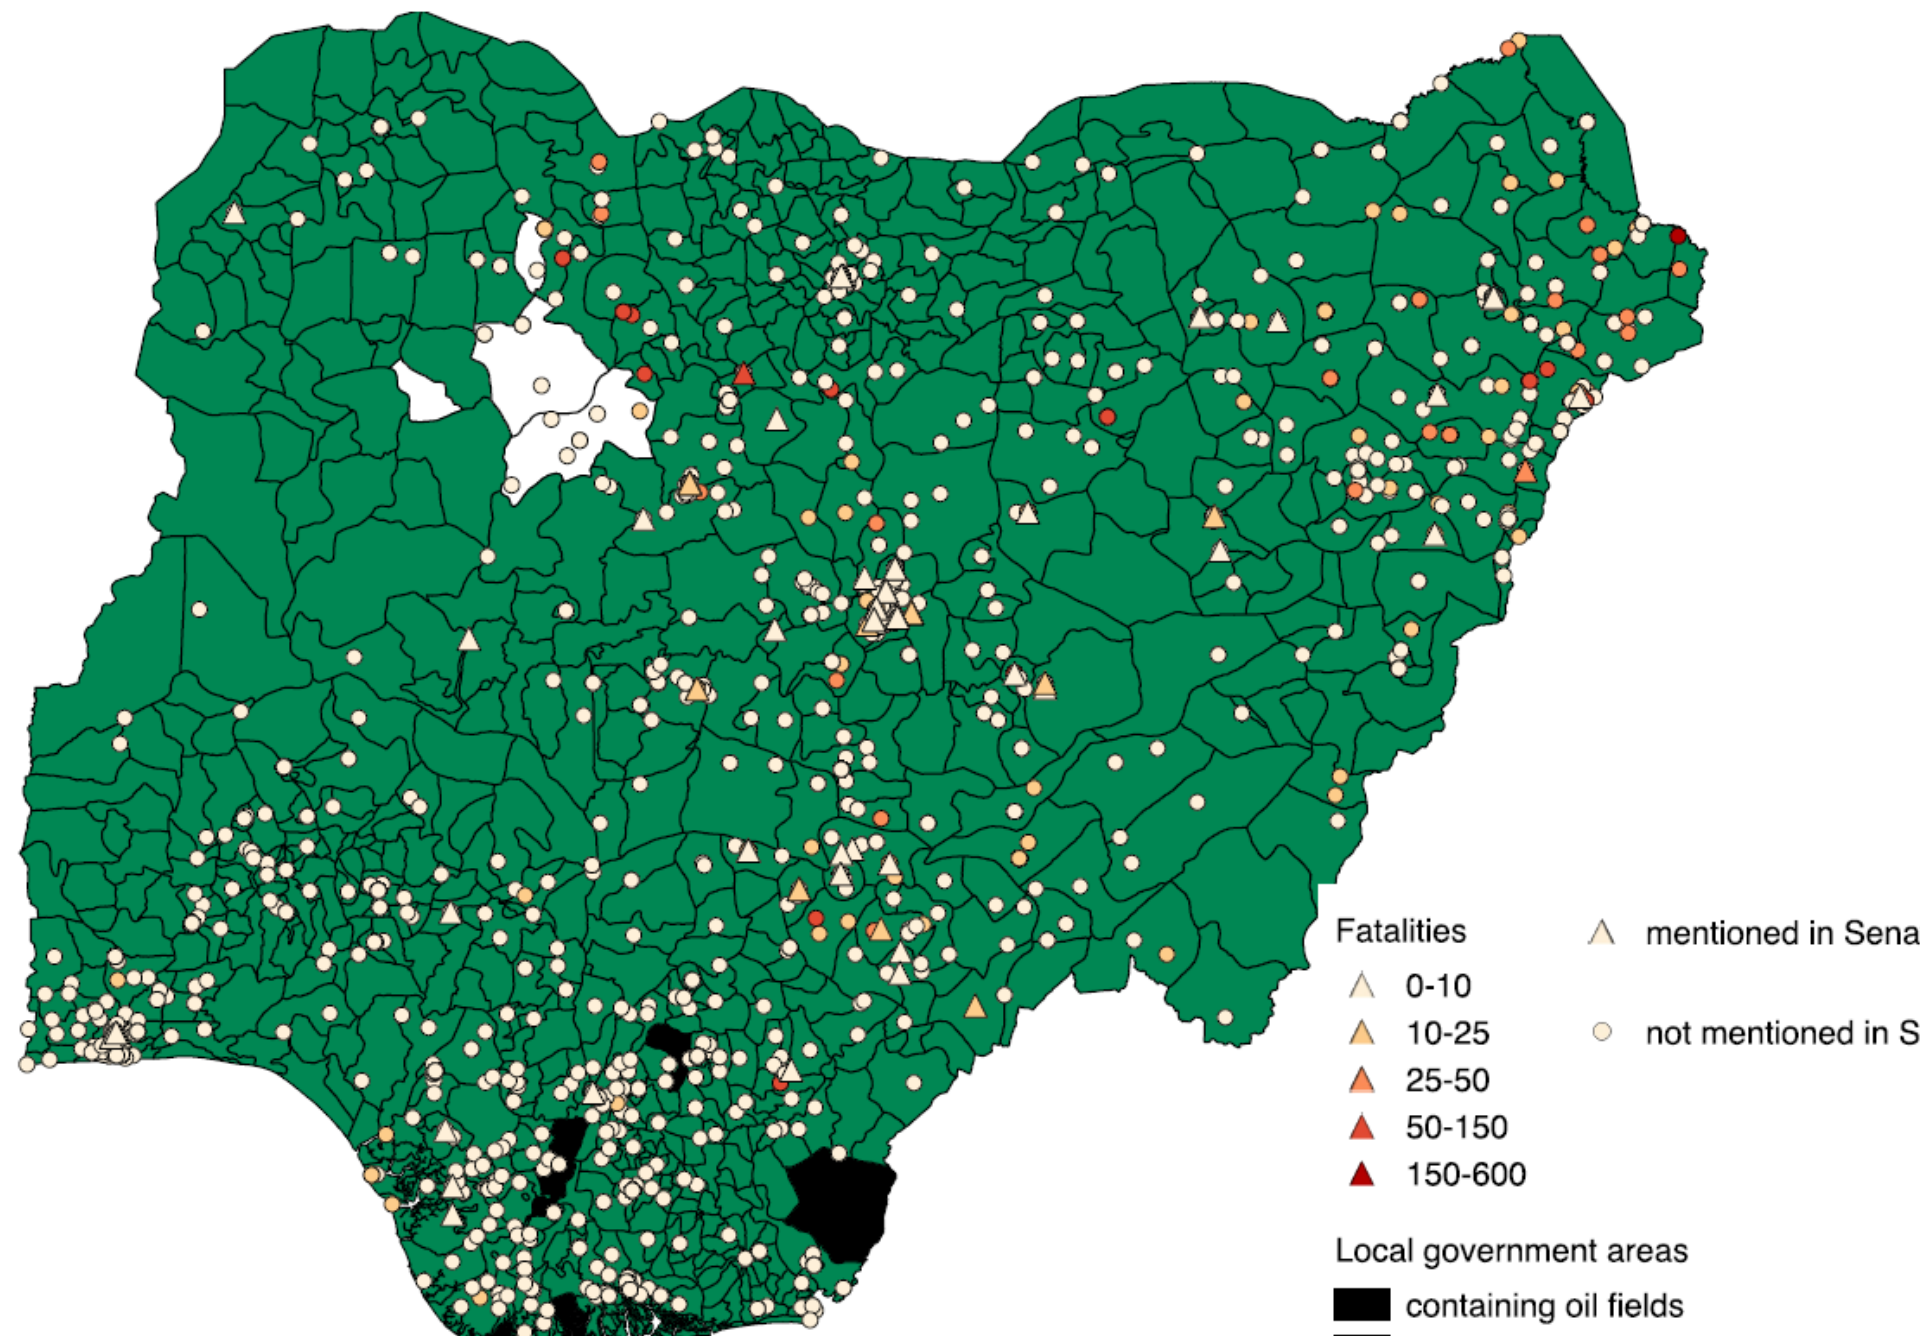 Fatalities
mentioned in Sena
0-10
10-25
not mentioned in S
25-50
50-150
150-600
Local government areas
containing oil fields